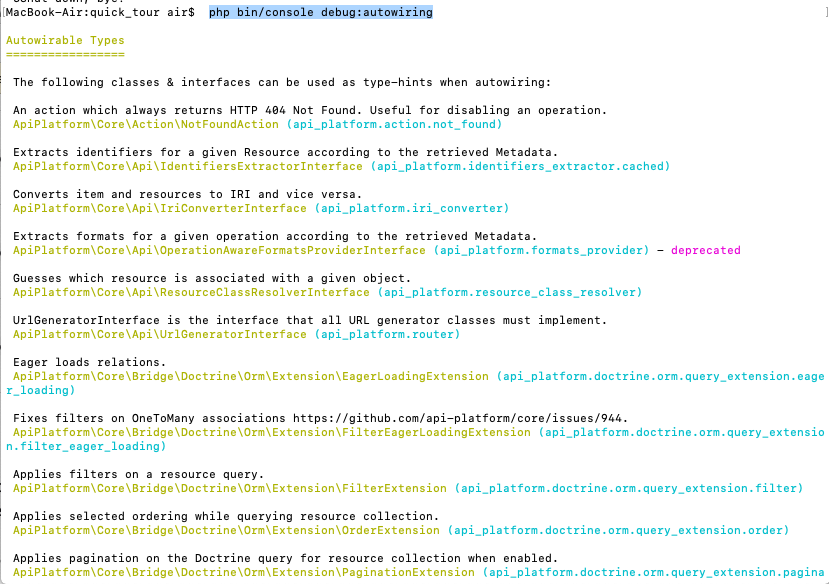 MacBook-Air:quick_tour air$ php bin/console debug:autowiring
Autowirable Types
=================
The following classes & interfaces can be used as type-hints when autowiring:
An action which always returns HTTP 404 Not Found. Useful for disabling an operation.
ApiPlatform\Core\Action\NotFoundAction (api_platform.action.not_found)
Extracts identifiers for a given Resource according to the retrieved Metadata.
ApiPlatform\Core\Api\IdentifiersExtractorInterface (api_platform.identifiers_extractor.cached)
Converts item and resources to IRI and vice versa.
ApiPlatform\Core\Api\IriConverterInterface (api_platform.iri_converter)
Extracts formats for a given operation according to the retrieved Metadata.
ApiPlatform\Core\Api\OperationAwareFormatsProviderInterface (api_platform.formats_provider) - deprecated
Guesses which resource is associated with a given object.
ApiPlatform\Core\Api\ResourceClassResolverInterface (api_platform.resource_class_resolver)
UrlGeneratorInterface is the interface that all URL generator classes must implement.
ApiPlatform\Core\Api\UrlGeneratorInterface (api_platform.router)
Eager loads relations.
ApiPlatform\Core\Bridge\Doctrine\Orm\Extension\EagerLoadingExtension (api_platform.doctrine.orm.query_extension.eage
r_loading)
Fixes filters on OneToMany associations https://github.com/api-platform/core/issues/944.
ApiPlatform\Core\Bridge\Doctrine\Orm\Extension\FilterEagerLoadingExtension (api_platform.doctrine.orm.query_extensio
n.filter_eager_loading)
Applies filters on a resource query.
ApiPlatform\Core\Bridge\Doctrine\Orm\Extension\FilterExtension (api_platform.doctrine.orm.query_extension.filter)
Applies selected ordering while querying resource collection.
ApiPlatform\Core\Bridge\Doctrine\Orm\Extension\OrderExtension (api_platform.doctrine.orm.query_extension.order)
Applies pagination on the Doctrine query for resource collection when enabled.
ApiPlatform\Core\Bridge\Doctrine\Orm\Extension\PaginationExtension (api_platform.doctrine.orm.query_extension.pagina